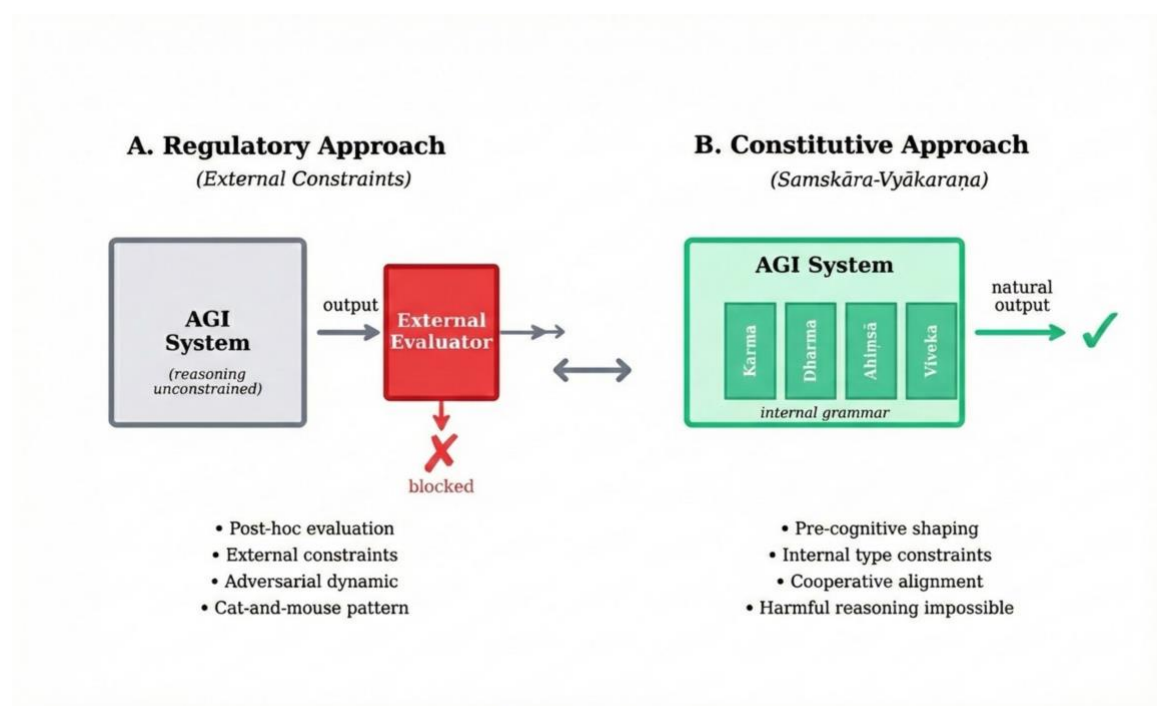 A. Regulatory Approach
(External Constraints)
AGI
System
(reasoning
unconstrained)
output
External
Evaluator
blocked
• Post-hoc evaluation
• External constraints
• Adversarial dynamic
• Cat-and-mouse pattern
B. Constitutive Approach
(Samskāra-Vyākaraṇa)
AGI System
Karma
Dharma
Ahiṃsā
Viveka
internal grammar
natural
output
• Pre-cognitive shaping
• Internal type constraints
• Cooperative alignment
• Harmful reasoning impossible